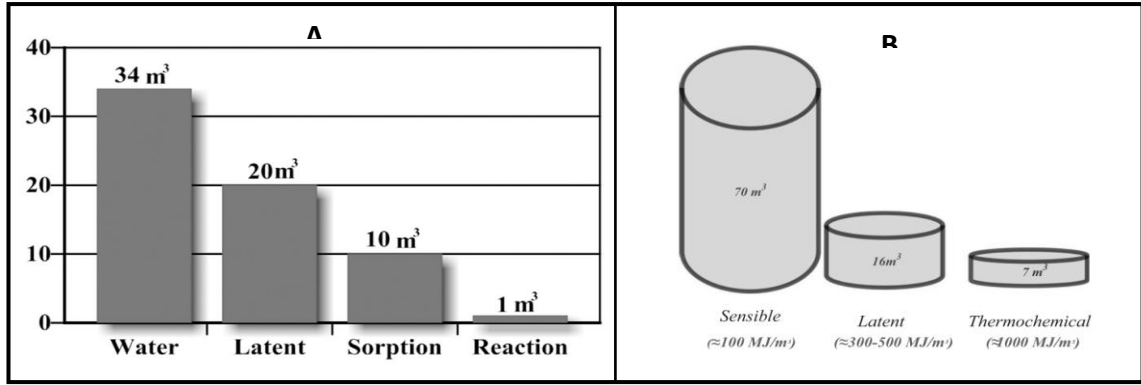 A
40
34 m³
30
20m³
20
10 m³
10
1 m³
0
Water Latent Sorption Reaction
B
70 m³
16m³
7 m³
Sensible
(≈100 MJ/m³)
Latent
(≈300-500 MJ/m³)
Thermochemical
(≈1000 MJ/m³)